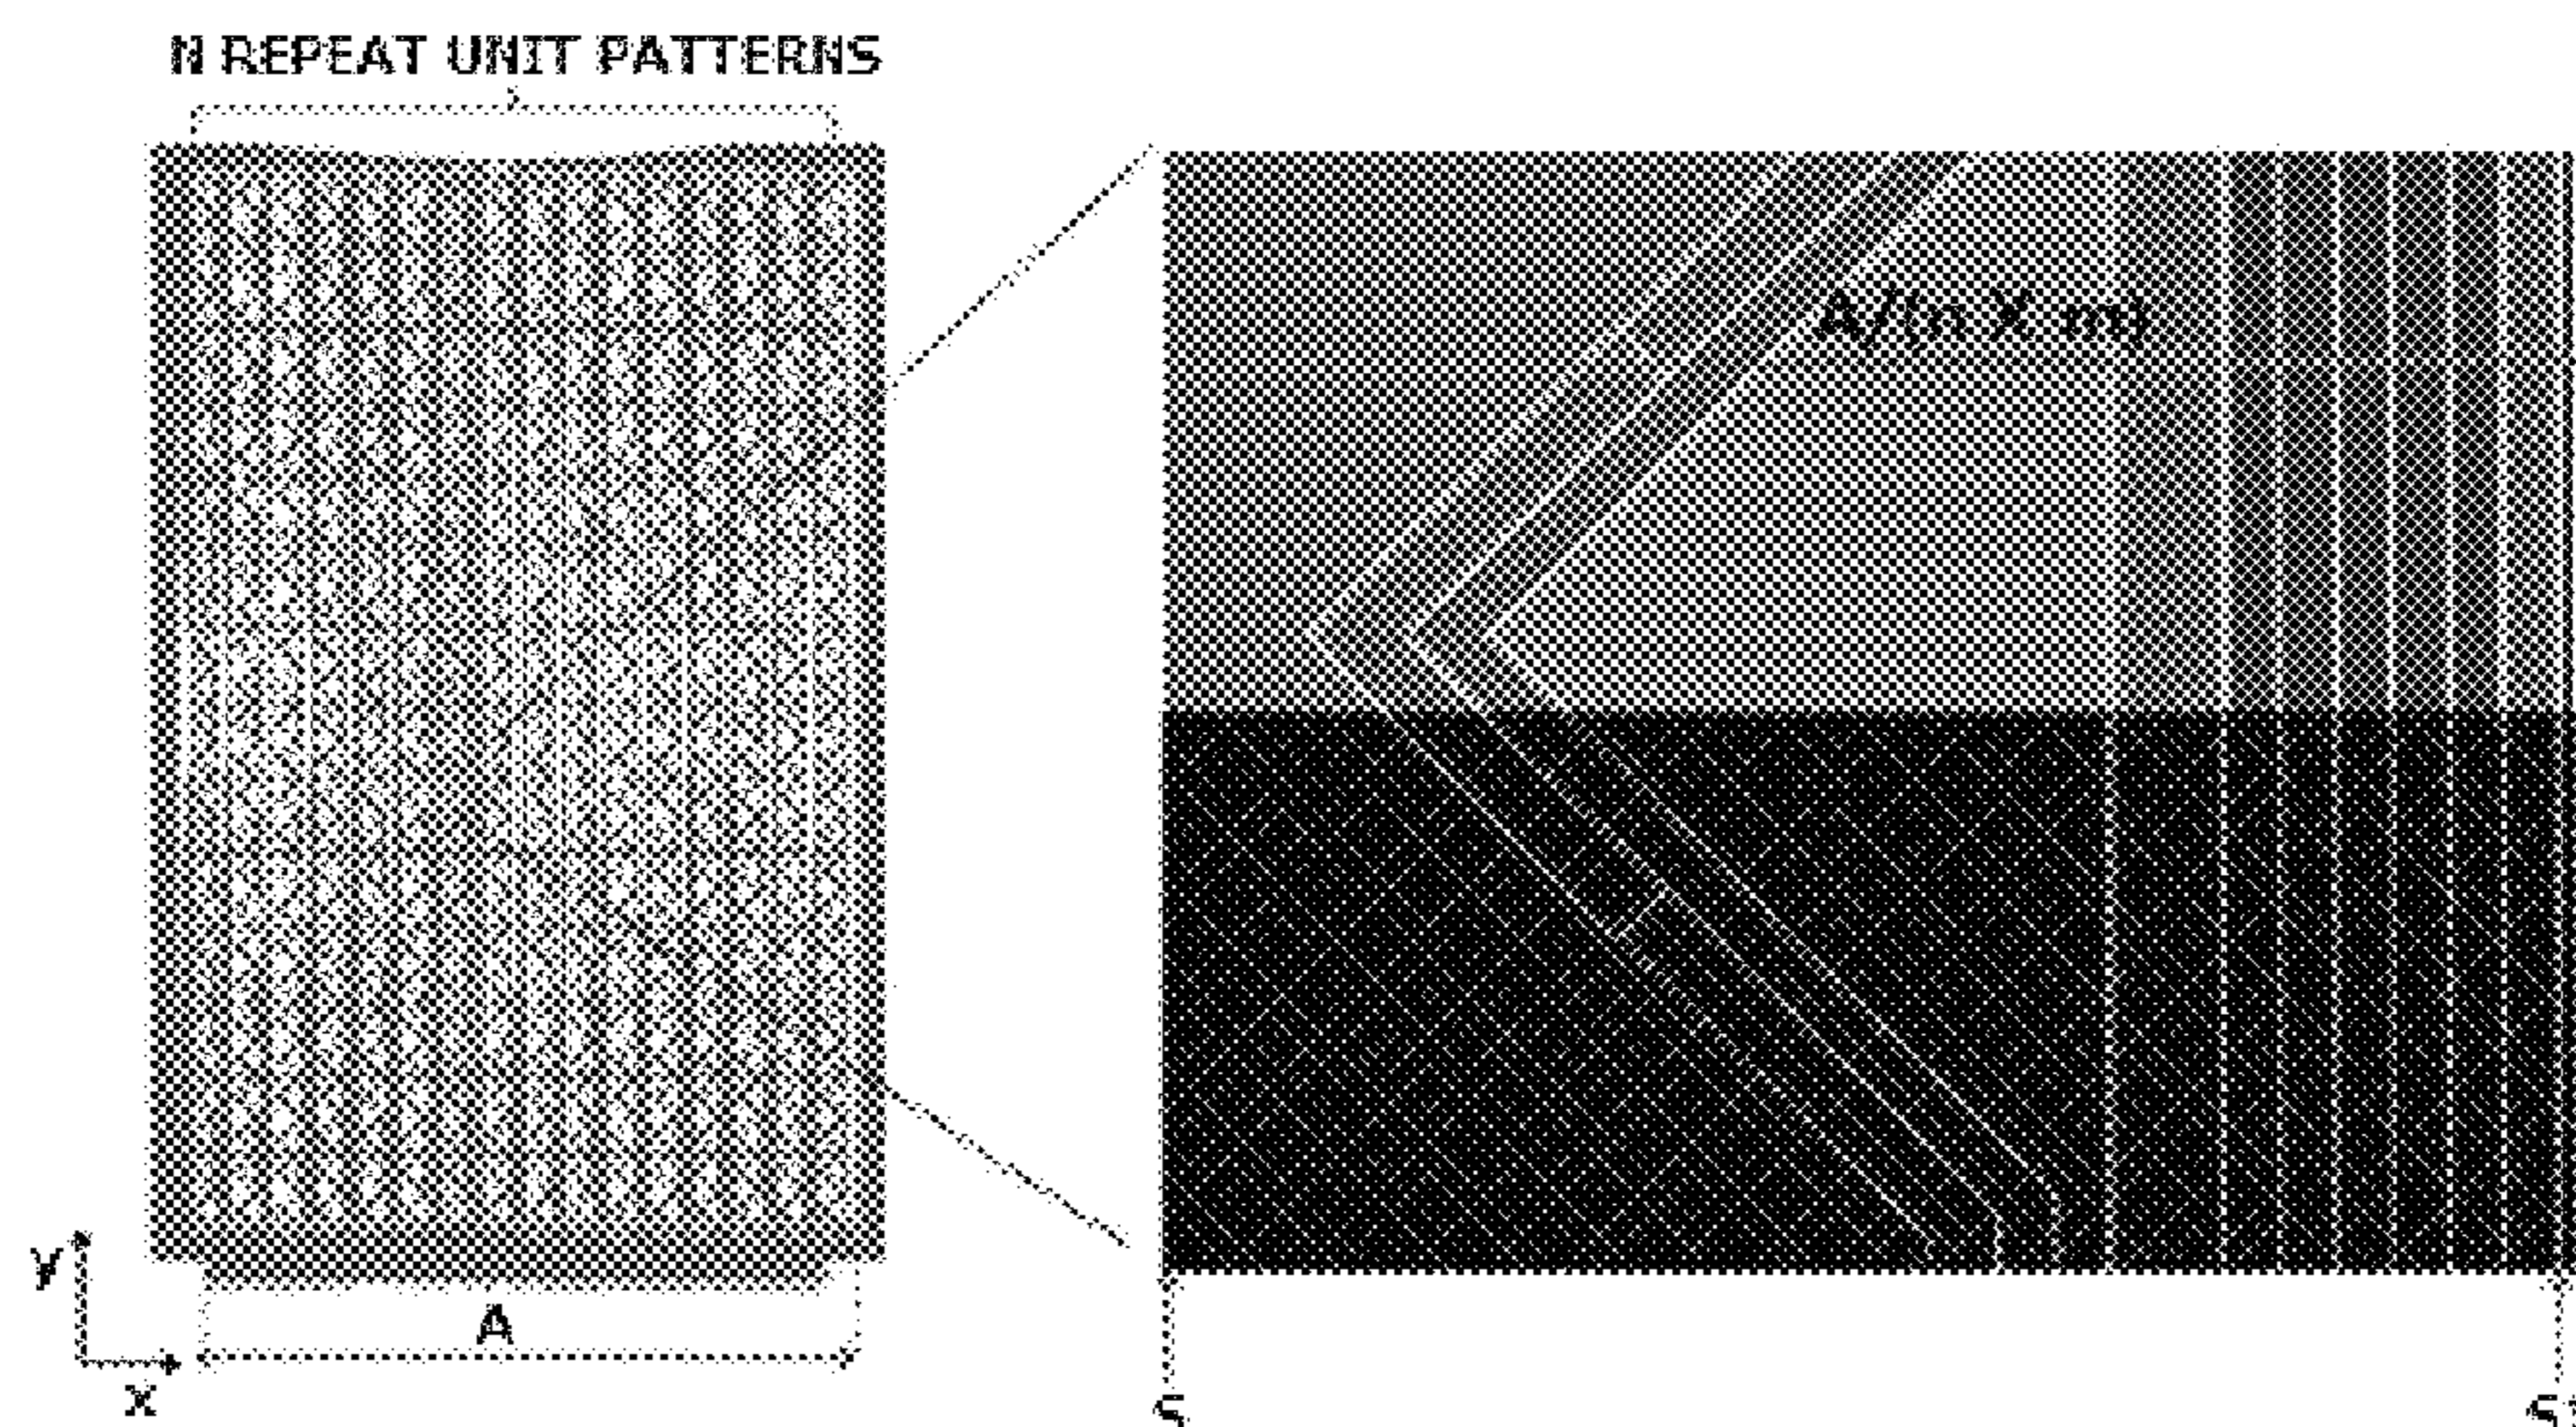 N REPEAT UNIT PATTERNS
A/(n X m)
y
A
x
S